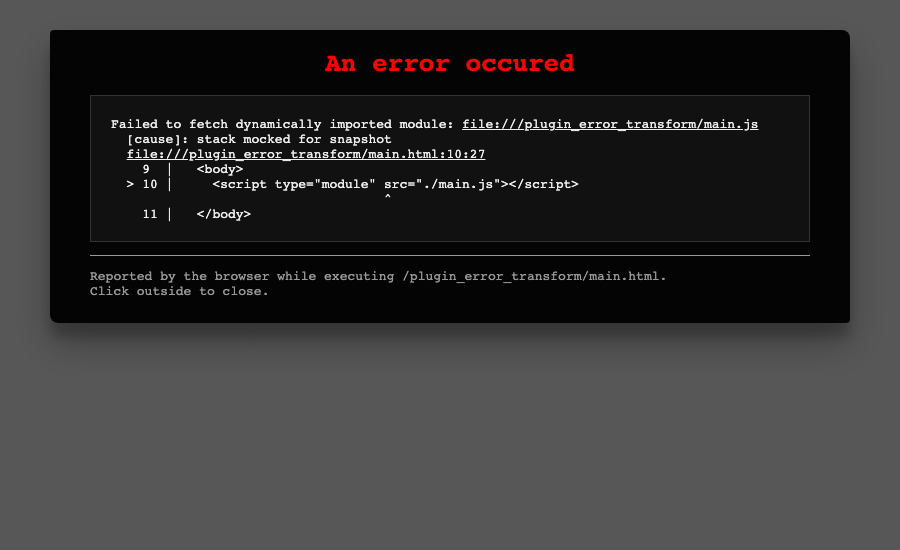 An error occured
Failed to fetch dynamically imported module: file:///plugin_error_transform/main.js
  [cause]: stack mocked for snapshot
  file:///plugin_error_transform/main.html:10:27
    9  |   <body>
  > 10 |     <script type="module" src="./main.js"></script>
                                   ^
    11 |   </body>
Reported by the browser while executing /plugin_error_transform/main.html.
Click outside to close.